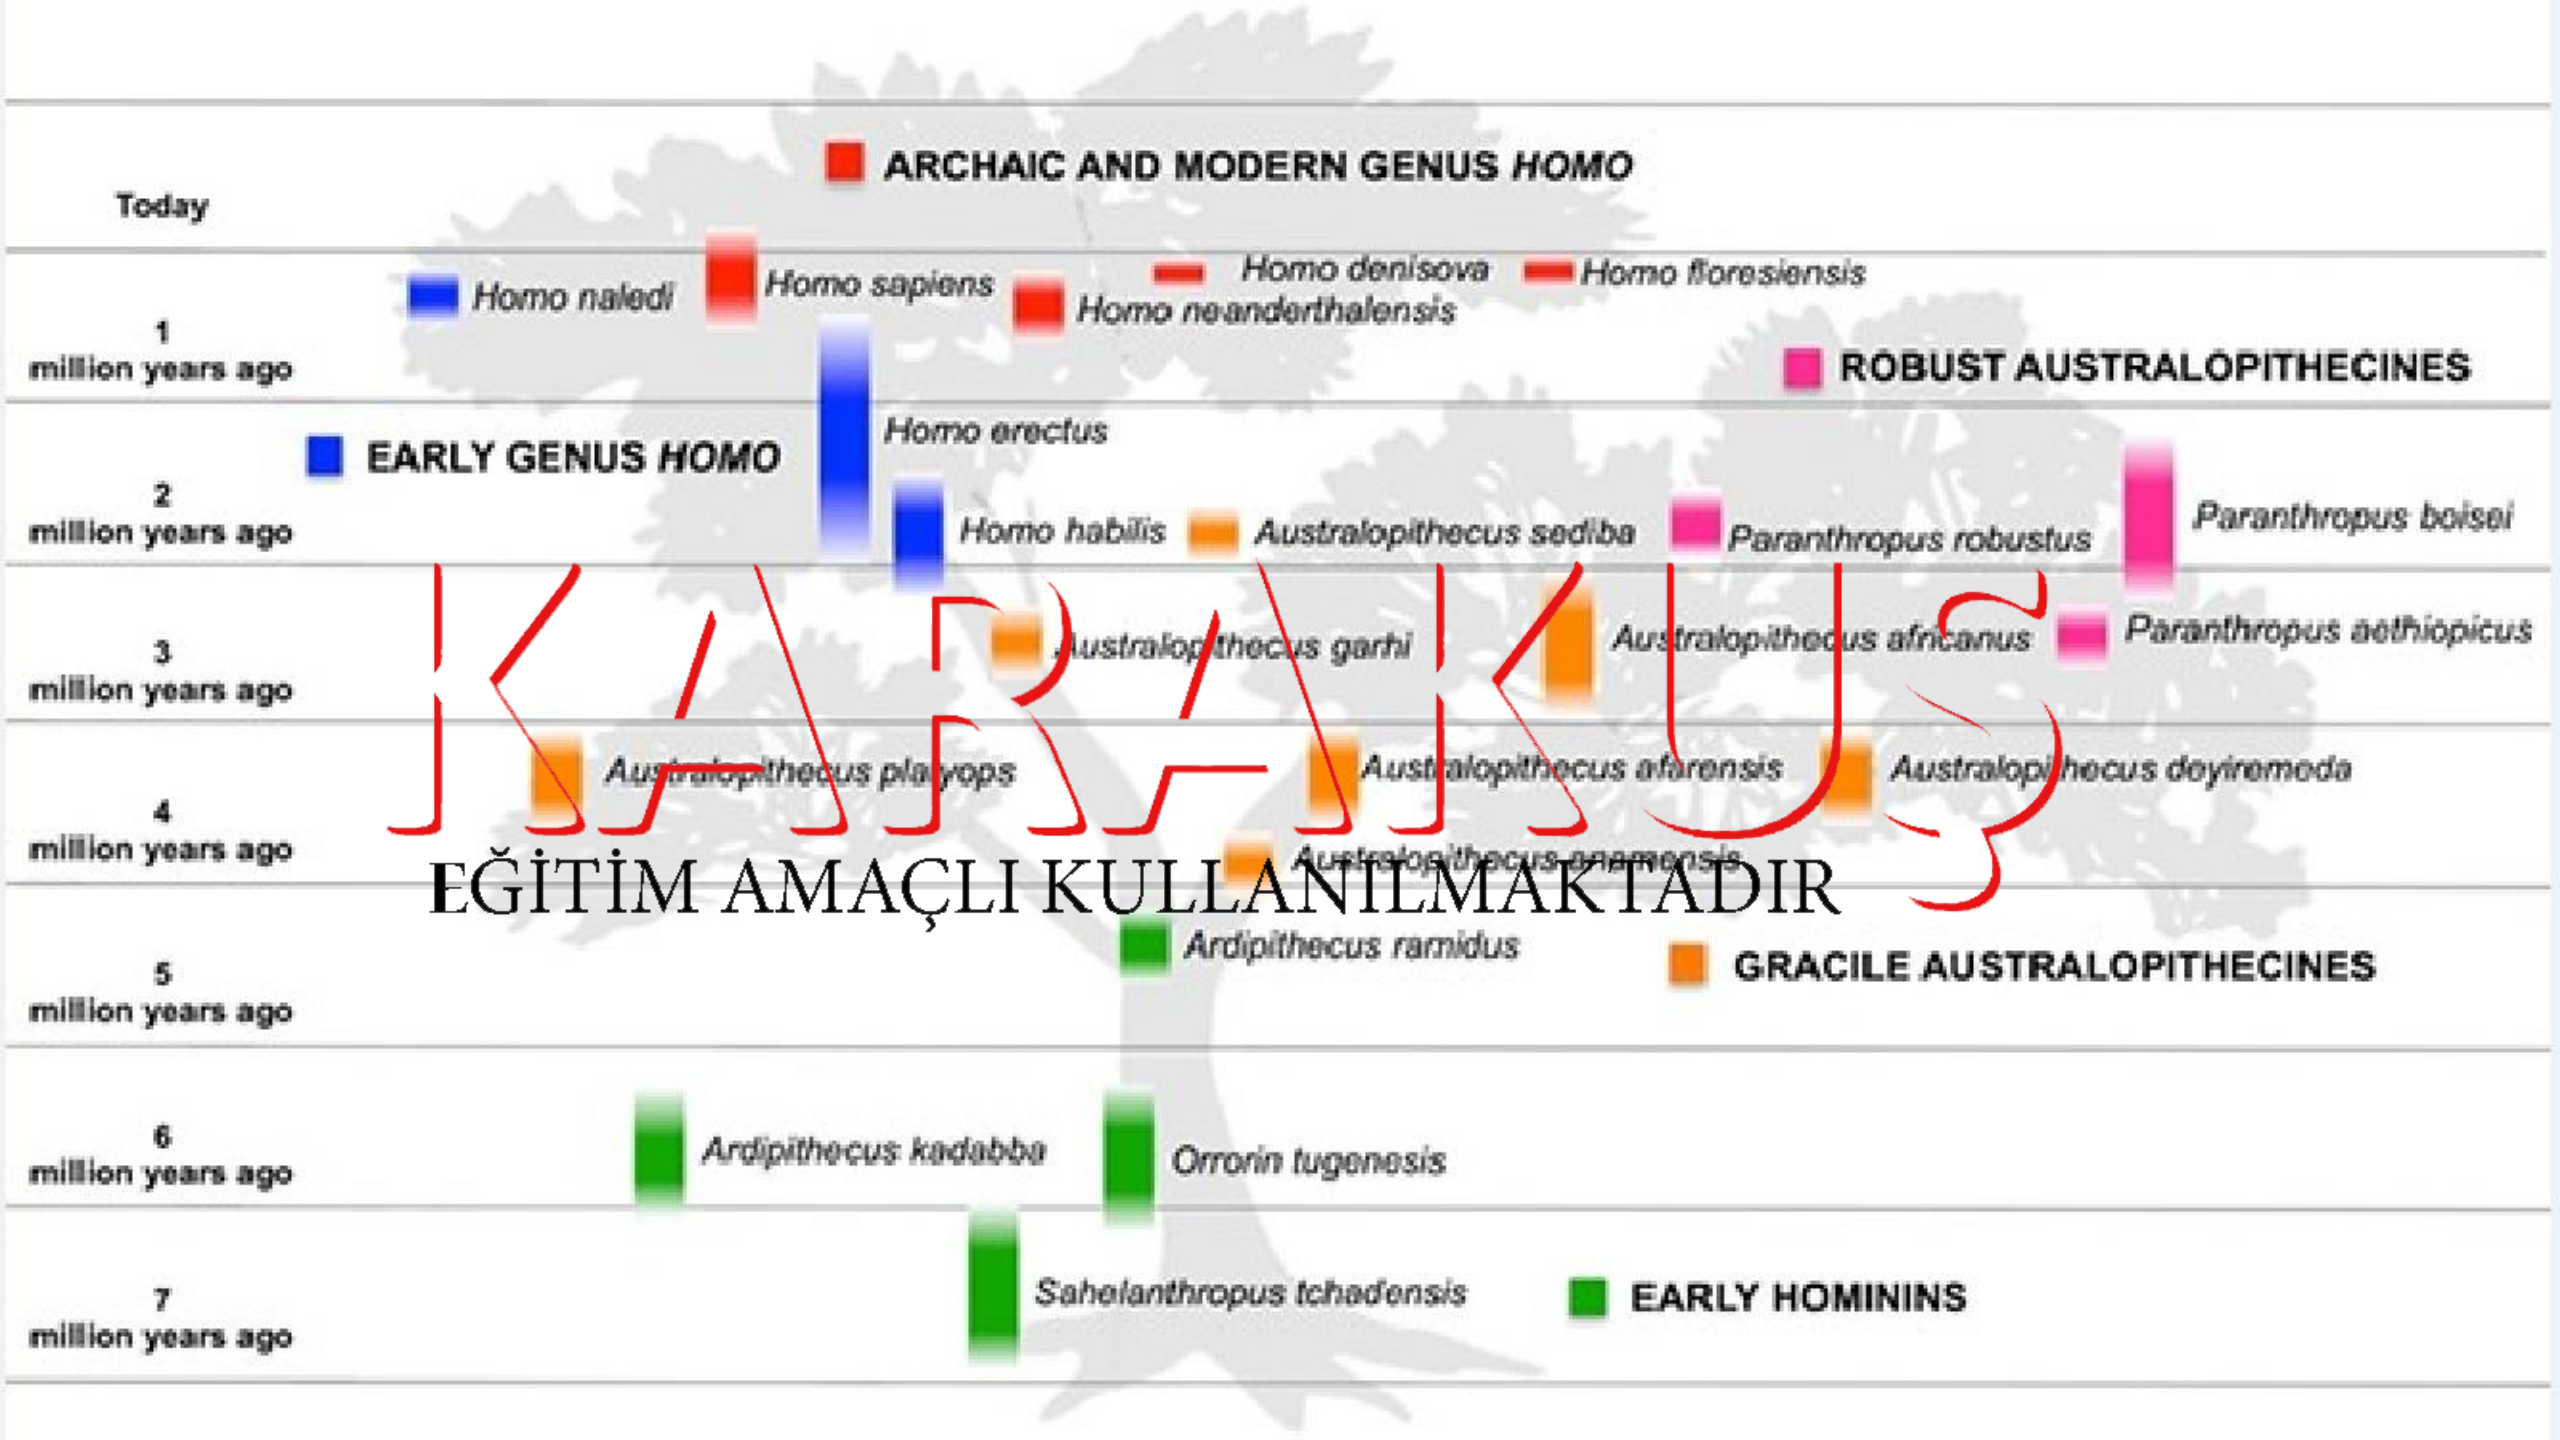 ARCHAIC AND MODERN GENUS HOMO
Today
Homo naledi
Homo sapiens
Homo denisova
Homo floresiensis
Homo neanderthalensis
1
million years ago
ROBUST AUSTRALOPITHECINES
Homo erectus
EARLY GENUS HOMO
2
million years ago
Homo habilis
Australopithecus sediba
Paranthropus robustus
Paranthropus boisei
KARAKUŞ
3
million years ago
Australopithecus garhi
Australopithecus africanus
Paranthropus aethiopicus
Australopithecus platyops
Australopithecus afarensis
Australopithecus deyiremeda
4
million years ago
Australopithecus anamensis
EĞİTİM AMAÇLI KULLANILMAKTADIR
Ardipithecus ramidus
GRACILE AUSTRALOPITHECINES
5
million years ago
6
million years ago
Ardipithecus kadabba
Orrorin tugenesis
7
million years ago
Sahelanthropus tchadensis
EARLY HOMININS